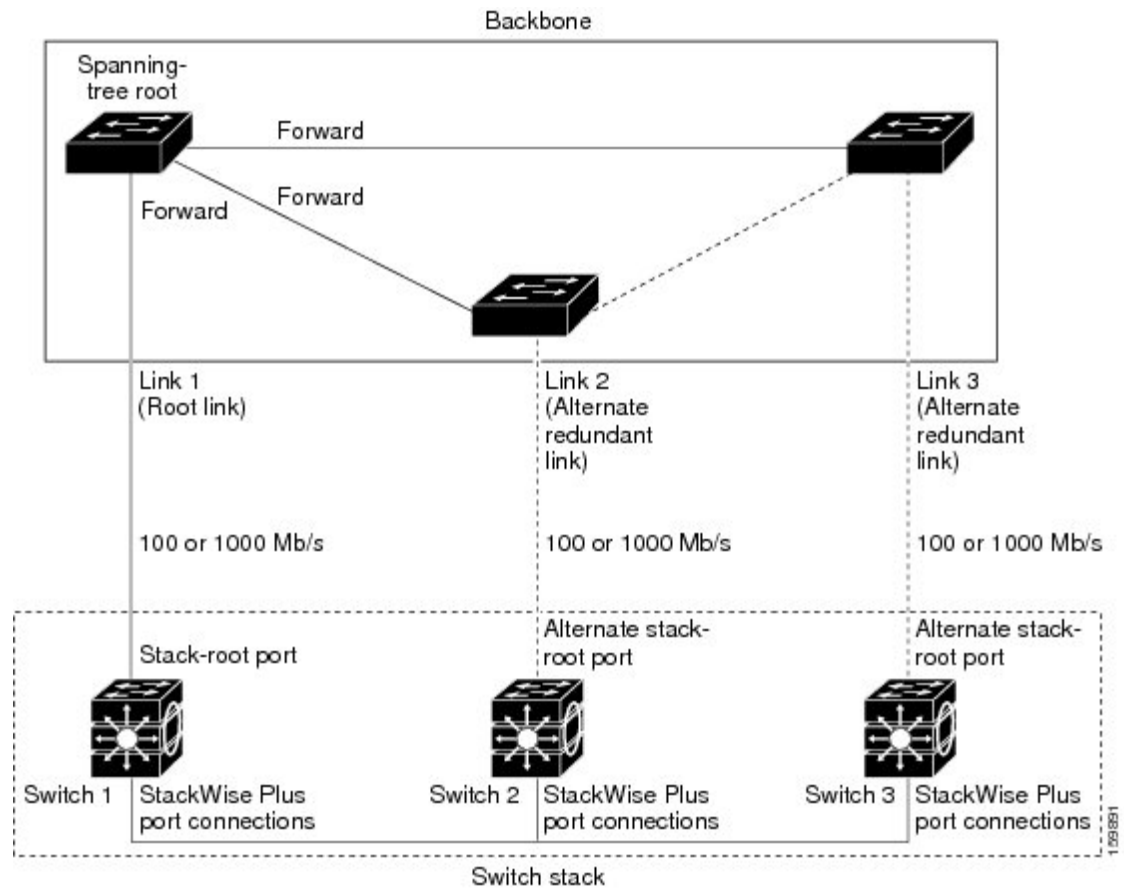 Backbone
Spanning-
tree root
Forward
Forward
Forward
Link 1
(Root link)
Link 2
(Alternate
redundant
link)
Link 3
(Alternate
redundant
link)
100 or 1000 Mb/s
100 or 1000 Mb/s
100 or 1000 Mb/s
Stack-root port
Alternate stack-
root port
Alternate stack-
root port
Switch 1
StackWise Plus
port connections
Switch 2
StackWise Plus
port connections
Switch 3
StackWise Plus
port connections
159891
Switch stack